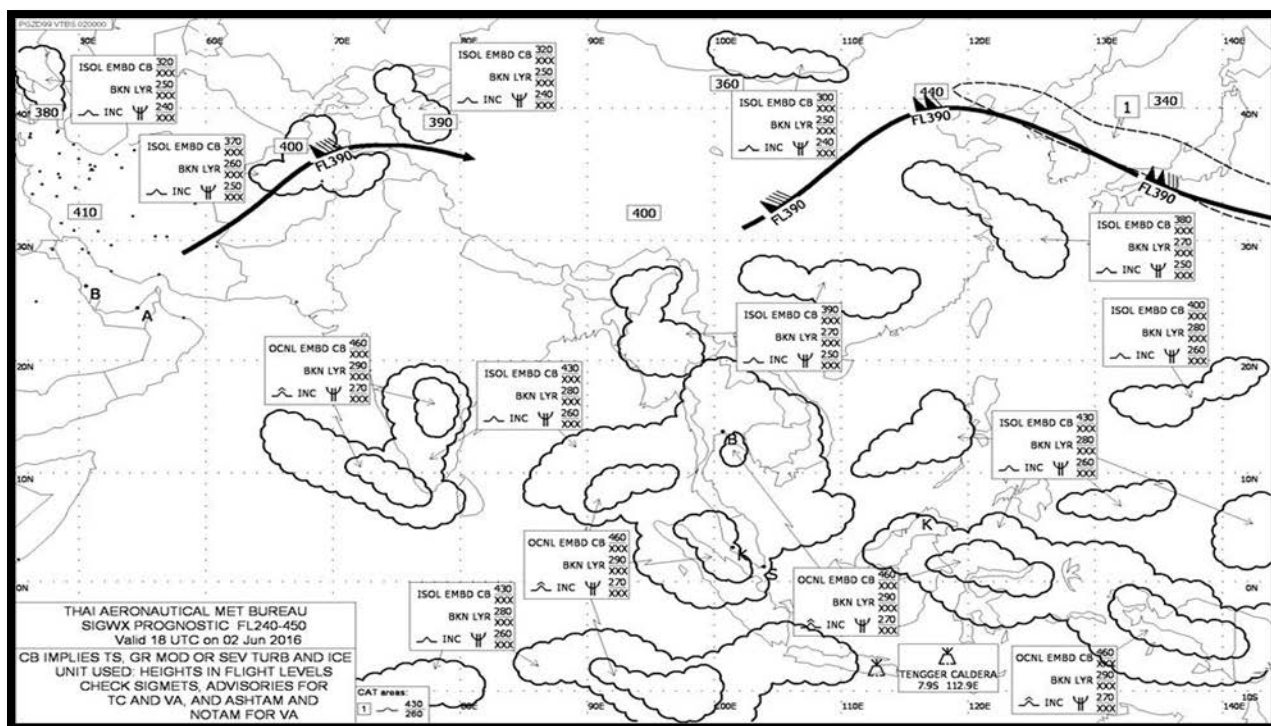 PGZD99 VTBS 020000
60E
70E
80E
90E
100E
110E
120E
130E
140E
ISOL EMBD CB 320
XXX
BKN LYR 250
XXX
INC 240
XXX
380
40N
ISOL EMBD CB 320
XXX
BKN LYR 250
XXX
INC 240
XXX
390
ISOL EMBD CB 370
XXX
BKN LYR 260
XXX
INC 250
XXX
400
FL390
410
30N
360
ISOL EMBD CB 300
XXX
BKN LYR 250
XXX
INC 240
XXX
440
FL390
1
340
40N
FL390
FL390
400
ISOL EMBD CB 380
XXX
BKN LYR 270
XXX
INC 250
XXX
30N
B
A
20N
OCNL EMBD CB 460
XXX
BKN LYR 290
XXX
INC 270
XXX
ISOL EMBD CB 430
XXX
BKN LYR 280
XXX
INC 260
XXX
ISOL EMBD CB 390
XXX
BKN LYR 270
XXX
INC 250
XXX
ISOL EMBD CB 400
XXX
BKN LYR 280
XXX
INC 260
XXX
20N
B
ISOL EMBD CB 430
XXX
BKN LYR 280
XXX
INC 260
XXX
10N
10N
OCNL EMBD CB 460
XXX
BKN LYR 290
XXX
INC 270
XXX
K
S
K
OCNL EMBD CB 460
XXX
BKN LYR 290
XXX
INC 270
XXX
0N
0N
ISOL EMBD CB 430
XXX
BKN LYR 280
XXX
INC 260
XXX
TENGGER CALDERA
7.9S 112.9E
OCNL EMBD CB 460
XXX
BKN LYR 290
XXX
INC 270
XXX
THAI AERONAUTICAL MET BUREAU
SIGWX PROGNOSTIC FL240-450
Valid 18 UTC on 02 Jun 2016
CB IMPLIES TS, GR MOD OR SEV TURB AND ICE
UNIT USED: HEIGHTS IN FLIGHT LEVELS
CHECK SIGMETS, ADVISORIES FOR
TC AND VA, AND ASHTAM AND
NOTAM FOR VA
CAT areas:
1 430
260
80E
90E
100E
110E
120E
130E
140E
10S